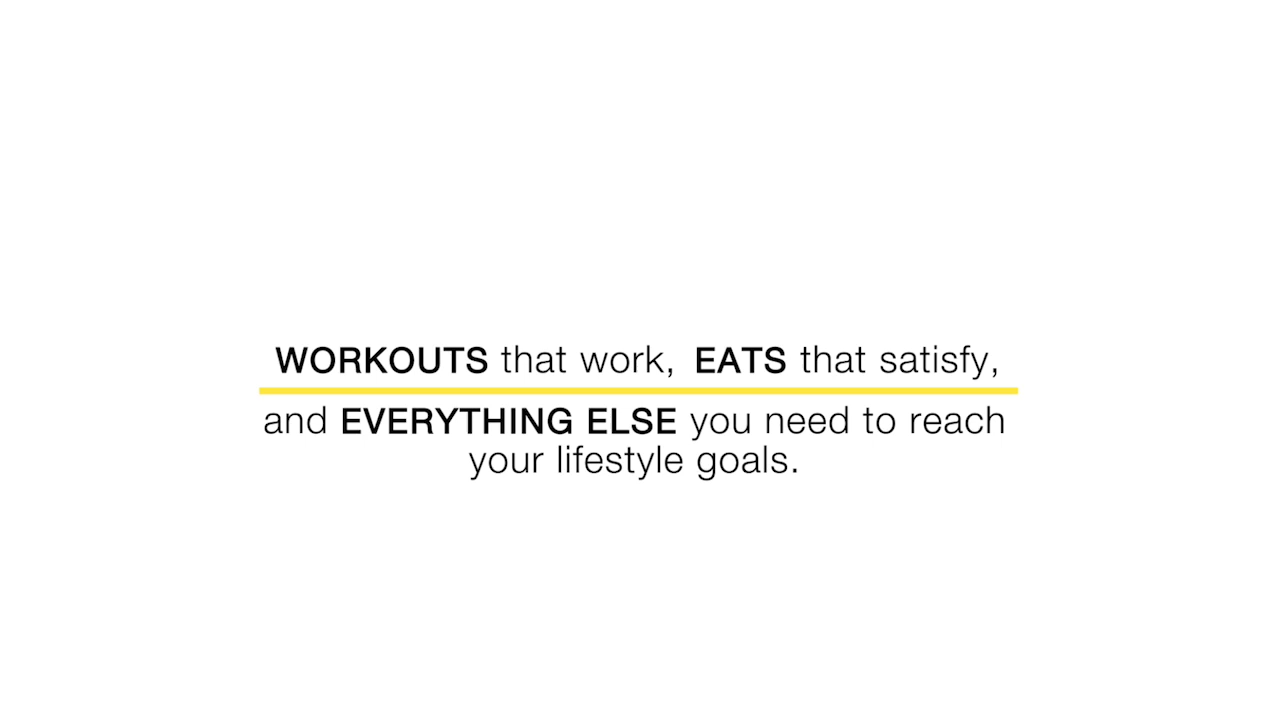 WORKOUTS that work, EATS that satisfy,
and EVERYTHING ELSE you need to reach
your lifestyle goals.